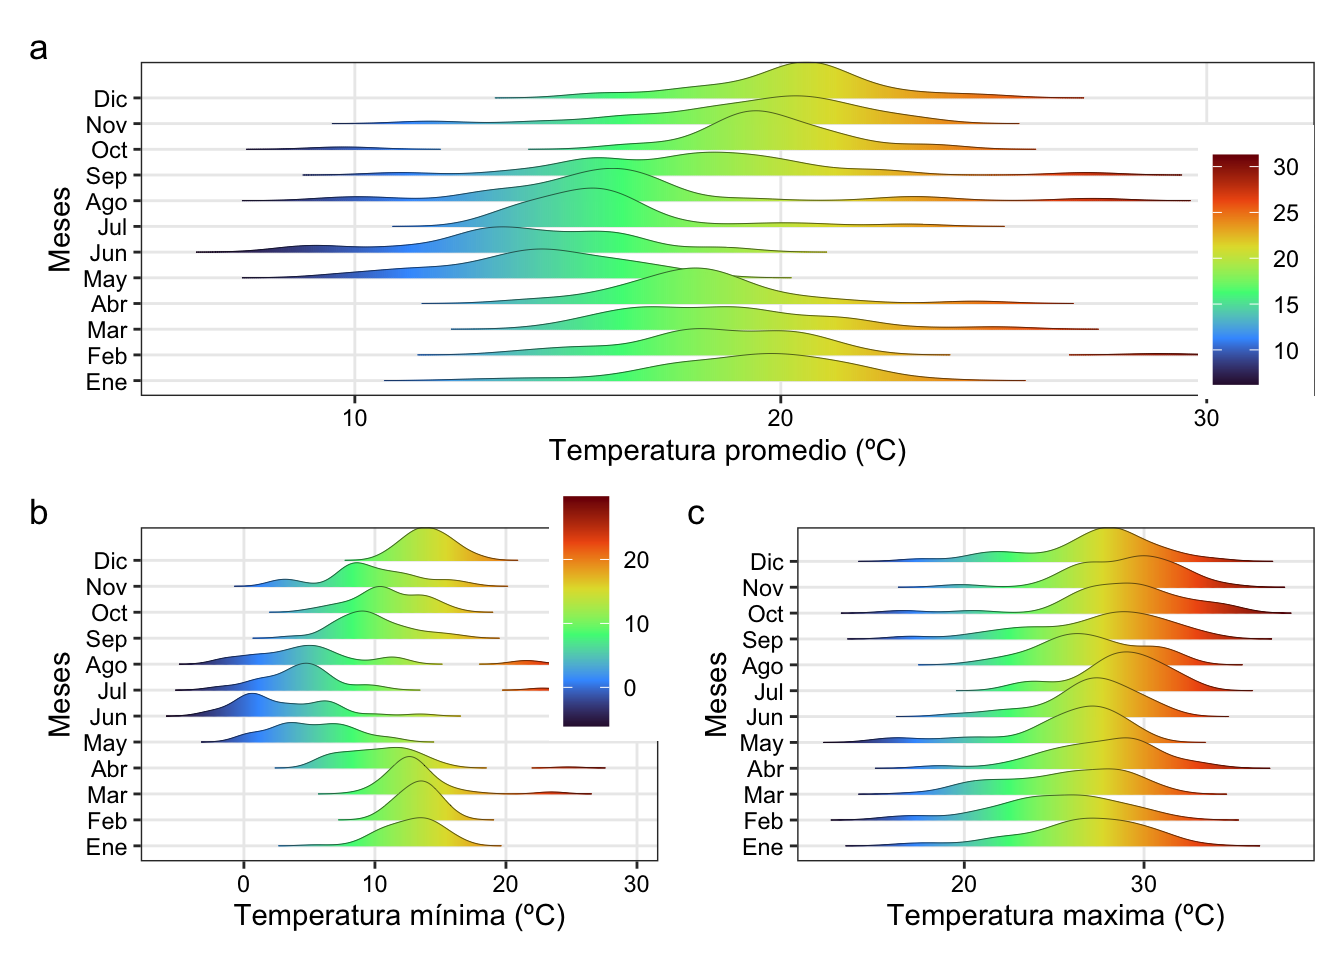 a
Meses
Dic
Nov
Oct
Sep
Ago
Jul
Jun
May
Abr
Mar
Feb
Ene
10 20 30
Temperatura promedio (ºC)
30
25
20
15
10
b
Meses
Dic
Nov
Oct
Sep
Ago
Jul
Jun
May
Abr
Mar
Feb
Ene
0 10 20 30
Temperatura mínima (ºC)
20
10
0
c
Meses
Dic
Nov
Oct
Sep
Ago
Jul
Jun
May
Abr
Mar
Feb
Ene
20 30
Temperatura maxima (ºC)